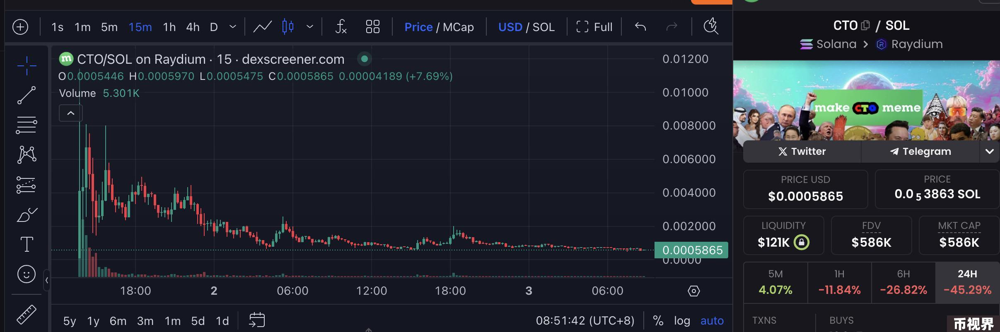 1s 1m 5m 15m 1h 4h D Price / MCap USD / SOL Full
CTO/SOL on Raydium · 15 · dexscreener.com
O0.0005446 H0.0005970 L0.0005475 C0.0005865 0.00004189 (+7.69%)
Volume 5.301K
0.01200
0.01000
0.008000
0.006000
0.004000
0.002000
0.0005865
0.0000
18:00 2 06:00 12:00 18:00 3 06:00
5y 1y 6m 3m 1m 5d 1d 08:51:42 (UTC+8) % log auto
CTO / SOL
Solana > Raydium
make CTO meme
Twitter Telegram
PRICE USD PRICE
$0.0005865 0.0₅3863 SOL
LIQUIDITY FDV MKT CAP
$121K $586K $586K
5M 1H 6H 24H
4.07% -11.84% -26.82% -45.29%
TXNS BUYS
币视界